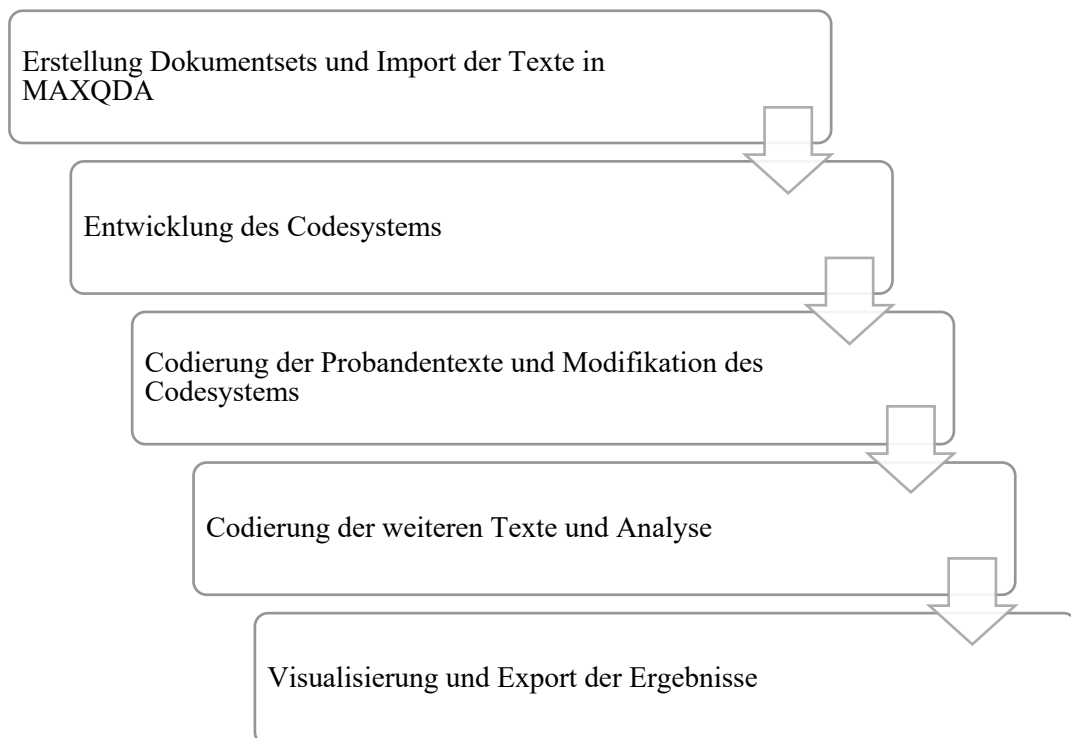 Erstellung Dokumentsets und Import der Texte in
MAXQDA
Entwicklung des Codesystems
Codierung der Probandentexte und Modifikation des
Codesystems
Codierung der weiteren Texte und Analyse
Visualisierung und Export der Ergebnisse